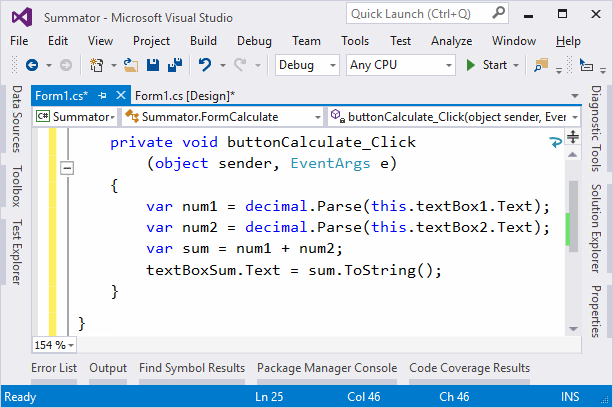 Summator - Microsoft Visual Studio
Quick Launch (Ctrl+Q)
File Edit View Project Build Debug Team
Tools Test Analyze Window Help
Debug Any CPU Start
Form1.cs* Form1.cs [Design]*
C# Summator Summator.FormCalculate buttonCalculate_Click(object sender, Even
private void buttonCalculate_Click
(object sender, EventArgs e)
{
var num1 = decimal.Parse(this.textBox1.Text);
var num2 = decimal.Parse(this.textBox2.Text);
var sum = num1 + num2;
textBoxSum.Text = sum.ToString();
}
}
Data Sources
Toolbox
Test Explorer
Diagnostic Tools
Solution Explorer
Properties
154 %
Error List Output Find Symbol Results Package Manager Console Code Coverage Results
Ready Ln 25 Col 46 Ch 46 INS